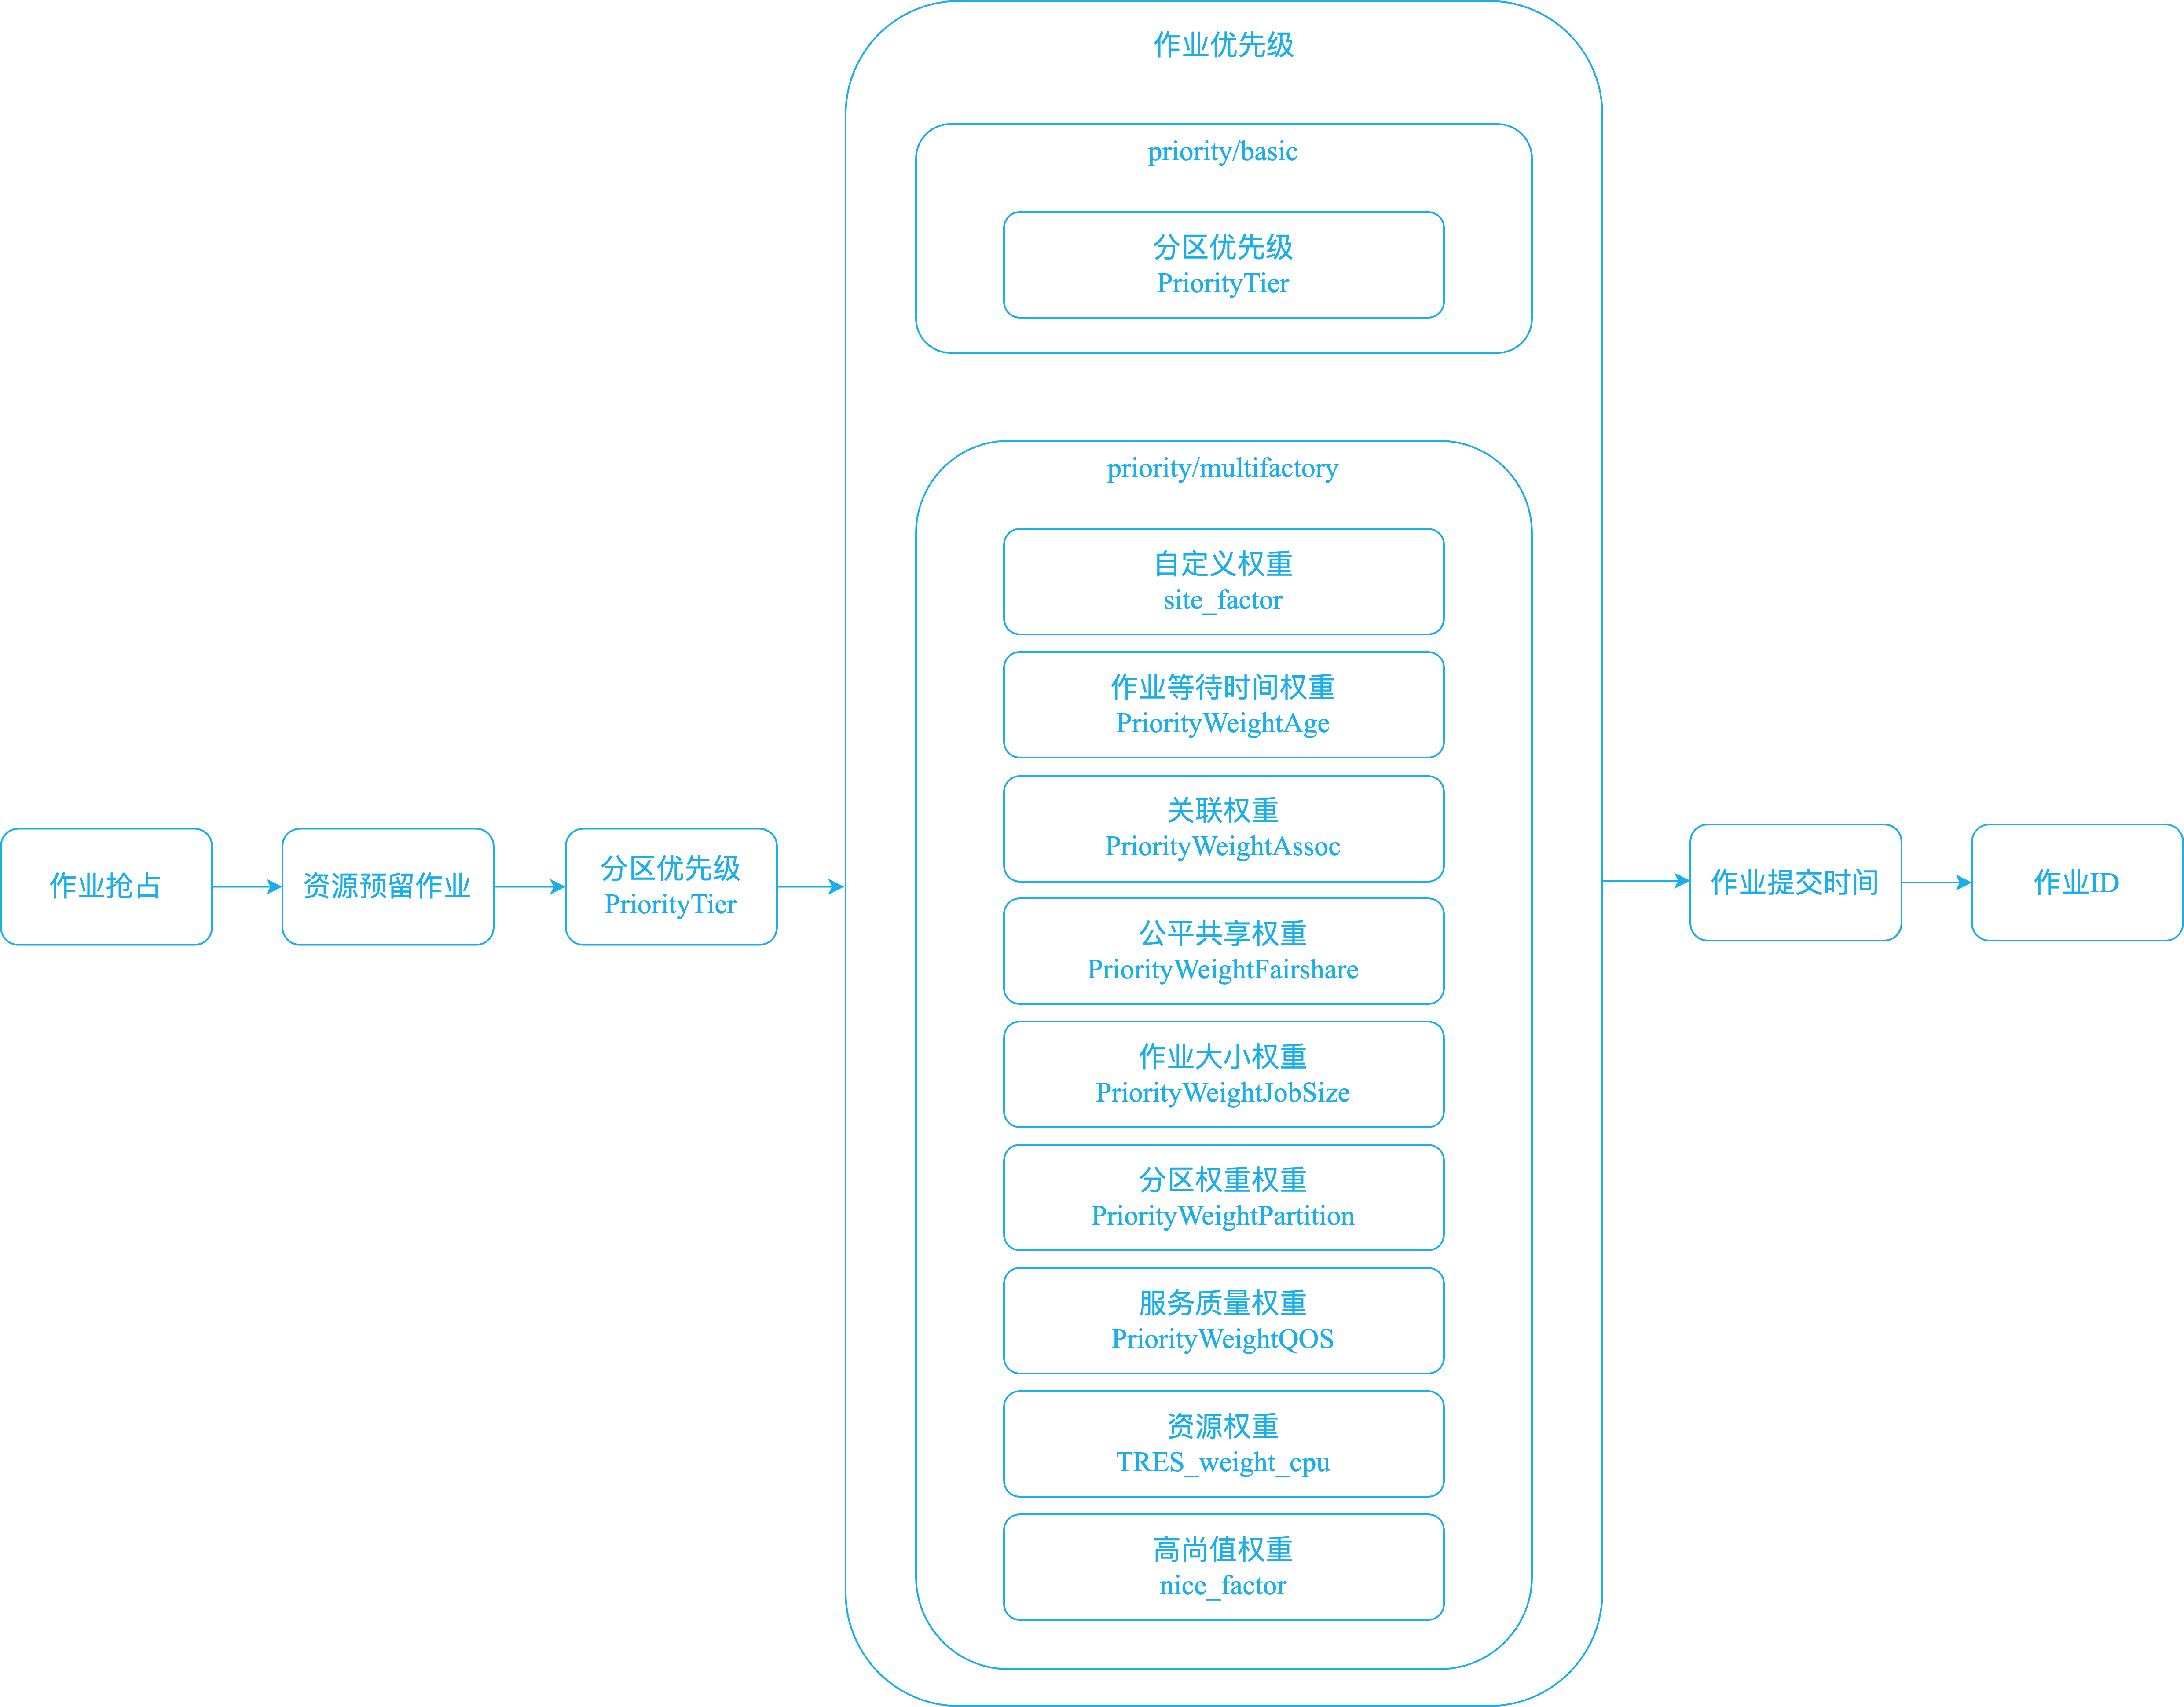 作业抢占
资源预留作业
分区优先级
PriorityTier
作业优先级
priority/basic
分区优先级
PriorityTier
priority/multifactory
自定义权重
site_factor
作业等待时间权重
PriorityWeightAge
关联权重
PriorityWeightAssoc
公平共享权重
PriorityWeightFairshare
作业大小权重
PriorityWeightJobSize
分区权重权重
PriorityWeightPartition
服务质量权重
PriorityWeightQOS
资源权重
TRES_weight_cpu
高尚值权重
nice_factor
作业提交时间
作业ID